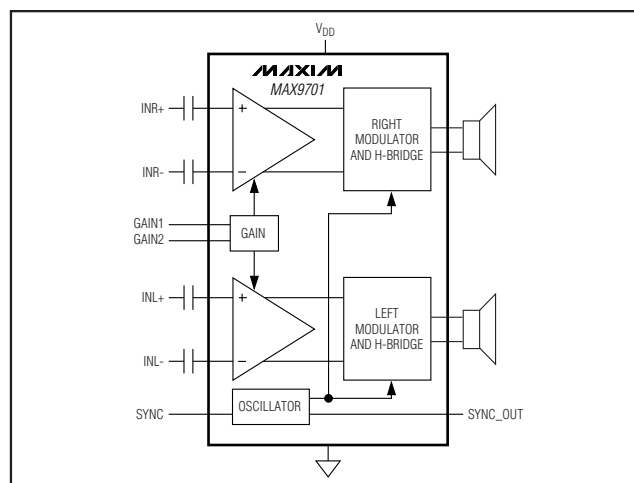 VDD
MAXIM
MAX9701
INR+
+
RIGHT
MODULATOR
AND H-BRIDGE
INR-
−
GAIN1
GAIN2
GAIN
INL+
+
LEFT
MODULATOR
AND H-BRIDGE
INL-
−
SYNC
OSCILLATOR
SYNC_OUT